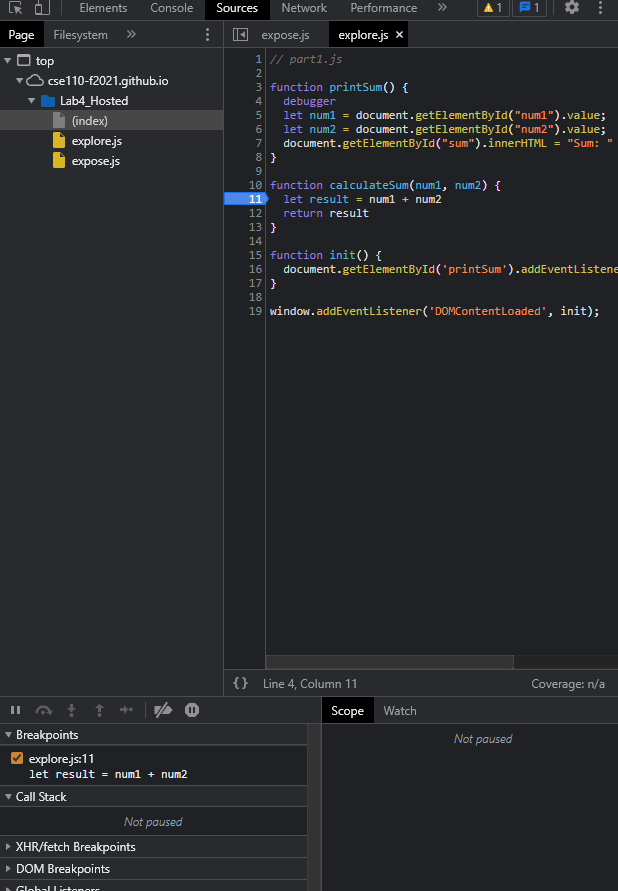 Elements Console Sources Network Performance » 1 1
Page Filesystem »
expose.js explore.js ×
top
cse110-f2021.github.io
Lab4_Hosted
(index)
explore.js
expose.js
1 // part1.js
2
3 function printSum() {
4 debugger
5 let num1 = document.getElementById("num1").value;
6 let num2 = document.getElementById("num2").value;
7 document.getElementById("sum").innerHTML = "Sum: "
8 }
9
10 function calculateSum(num1, num2) {
11 let result = num1 + num2
12 return result
13 }
14
15 function init() {
16 document.getElementById('printSum').addEventListene
17 }
18
19 window.addEventListener('DOMContentLoaded', init);
{} Line 4, Column 11 Coverage: n/a
Scope Watch
Not paused
Breakpoints
explore.js:11
let result = num1 + num2
Call Stack
Not paused
XHR/fetch Breakpoints
DOM Breakpoints
Global Listeners